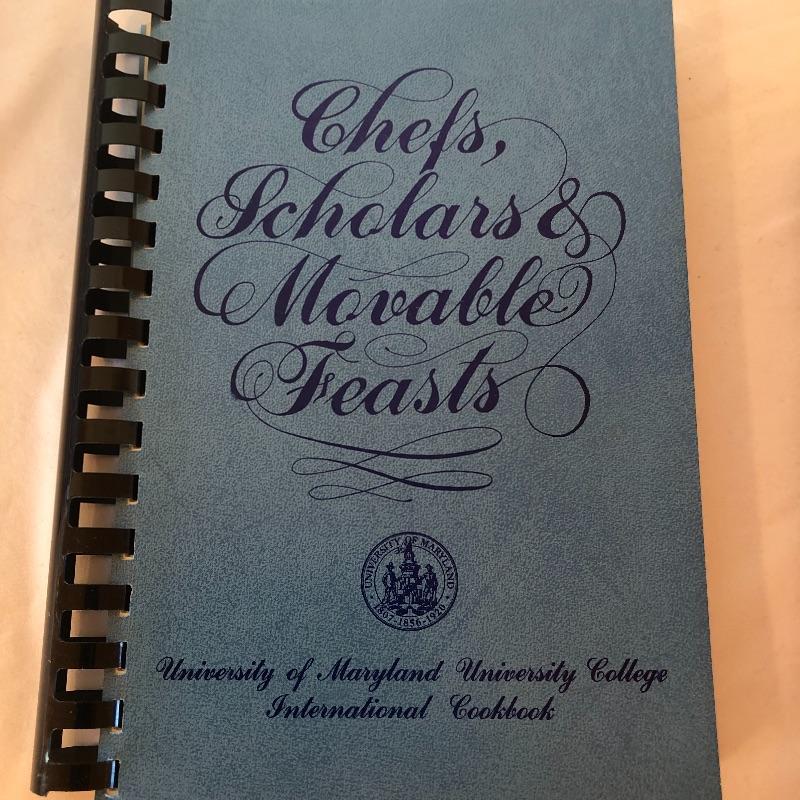 Chefs,
Scholars &
Movable
Feasts
UNIVERSITY OF MARYLAND
1807-1856-1920
University of Maryland University College
International Cookbook